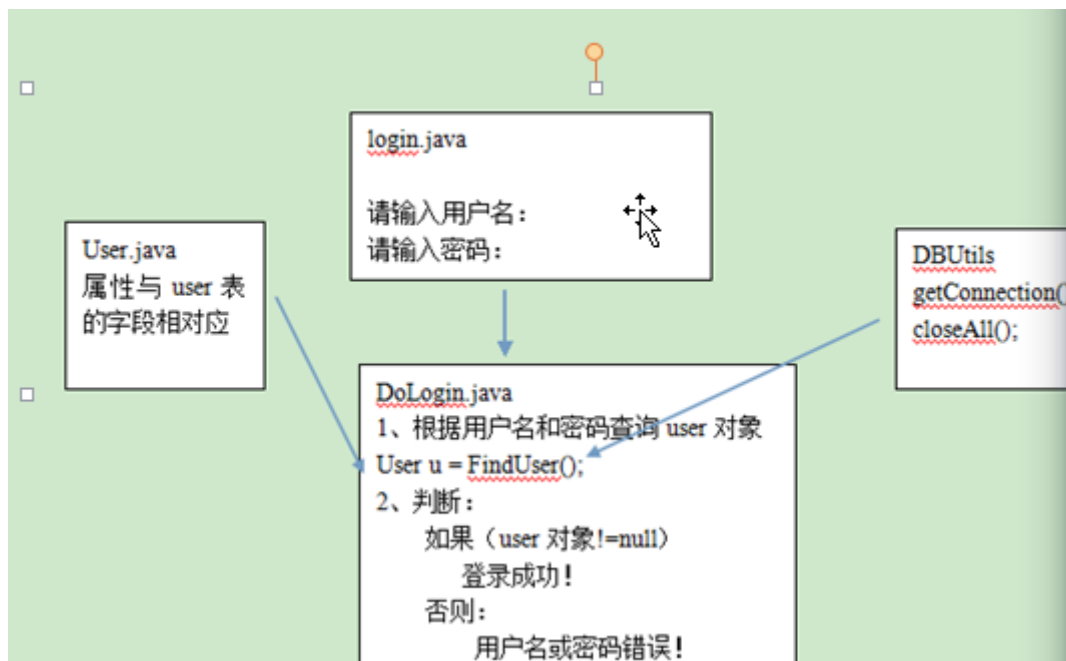 login.java
请输入用户名：
请输入密码：
User.java
属性与 user 表
的字段相对应
DBUtils
getConnection(
closeAll();
DoLogin.java
1、根据用户名和密码查询 user 对象
User u = FindUser();
2、判断：
如果（user 对象!=null）
登录成功！
否则：
用户名或密码错误！